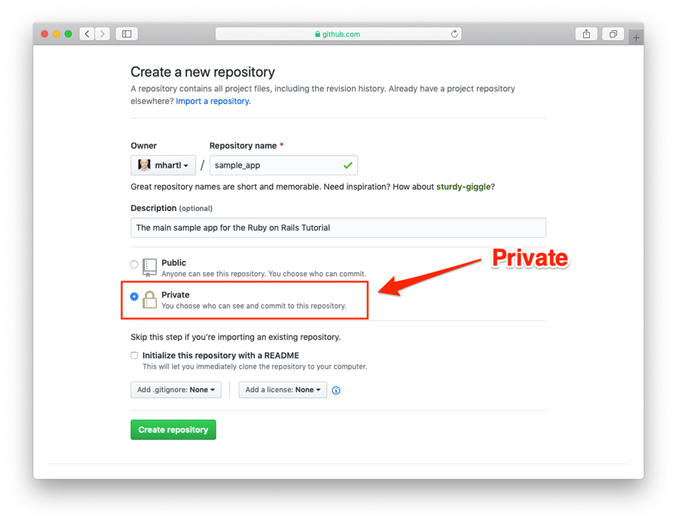 github.com
Create a new repository
A repository contains all project files, including the revision history. Already have a project repository
elsewhere? Import a repository.
Owner
Repository name *
mhartl
/
sample_app
Great repository names are short and memorable. Need inspiration? How about sturdy-giggle?
Description (optional)
The main sample app for the Ruby on Rails Tutorial
Public
Anyone can see this repository. You choose who can commit.
Private
Private
You choose who can see and commit to this repository.
Skip this step if you're importing an existing repository.
Initialize this repository with a README
This will let you immediately clone the repository to your computer.
Add .gitignore: None
Add a license: None
Create repository